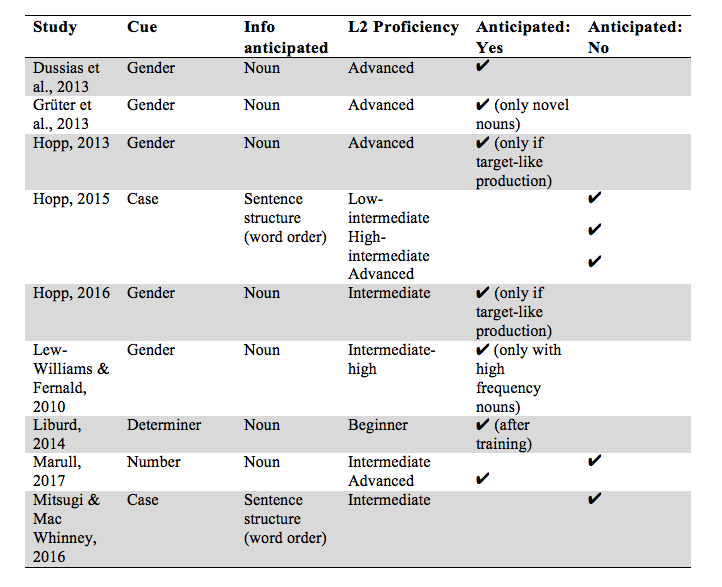 Study Cue Info anticipated L2 Proficiency Anticipated: Yes Anticipated: No
Dussias et al., 2013 Gender Noun Advanced ✔
Grüter et al., 2013 Gender Noun Advanced ✔ (only novel nouns)
Hopp, 2013 Gender Noun Advanced ✔ (only if target-like production)
Hopp, 2015 Case Sentence structure (word order) Low-intermediate ✔
High-intermediate ✔
Advanced ✔
Hopp, 2016 Gender Noun Intermediate ✔ (only if target-like production)
Lew-Williams & Fernald, 2010 Gender Noun Intermediate-high ✔ (only with high frequency nouns)
Liburd, 2014 Determiner Noun Beginner ✔ (after training)
Marull, 2017 Number Noun Intermediate ✔
Advanced ✔
Mitsugi & Mac Whinney, 2016 Case Sentence structure (word order) Intermediate ✔